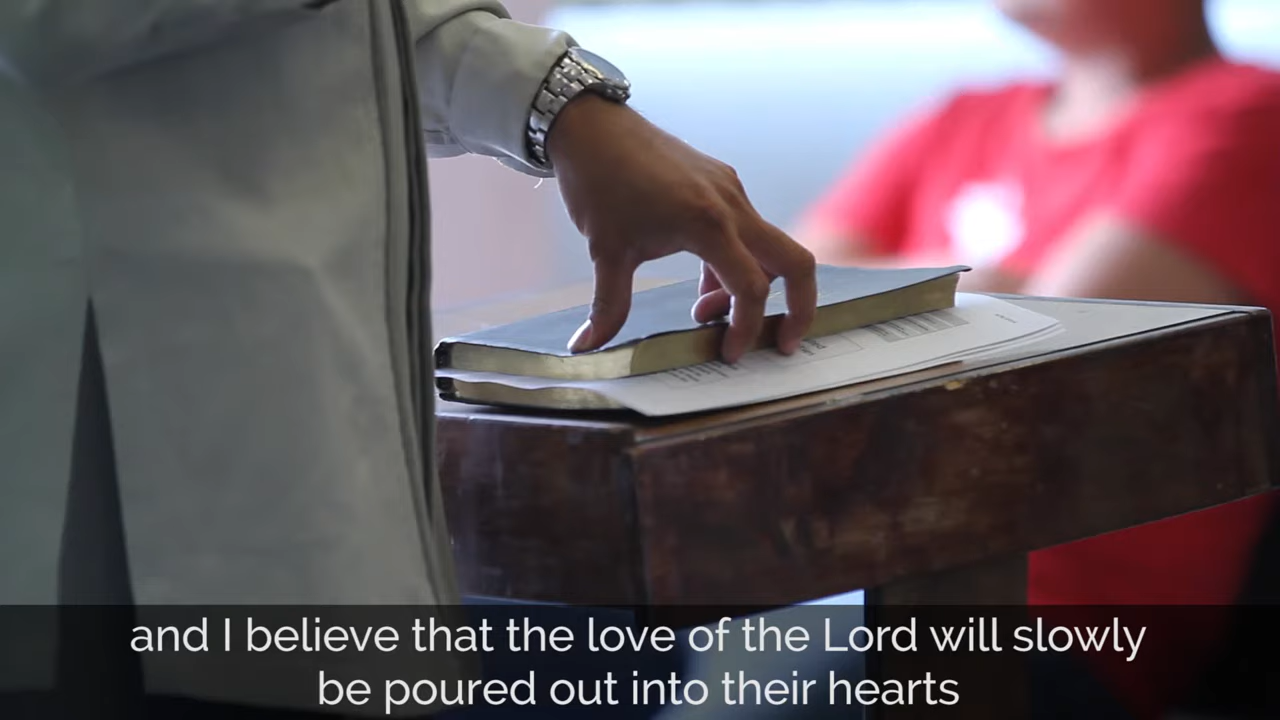 and I believe that the love of the Lord will slowly
be poured out into their hearts